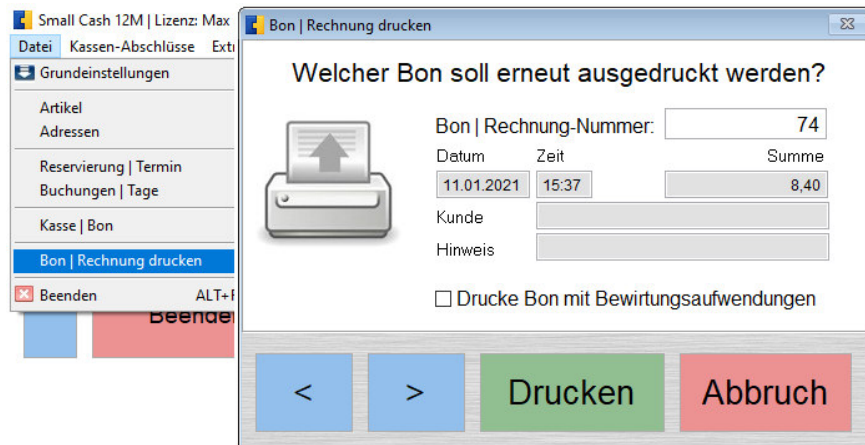 Small Cash 12M | Lizenz: Max
Datei Kassen-Abschlüsse Extr
Grundeinstellungen
Artikel
Adressen
Reservierung | Termin
Buchungen | Tage
Kasse | Bon
Bon | Rechnung drucken
Beenden ALT+F
Beenden
Bon | Rechnung drucken
Welcher Bon soll erneut ausgedruckt werden?
Bon | Rechnung-Nummer: 74
Datum Zeit Summe
11.01.2021 15:37 8,40
Kunde
Hinweis
Drucke Bon mit Bewirtungsaufwendungen
< > Drucken Abbruch